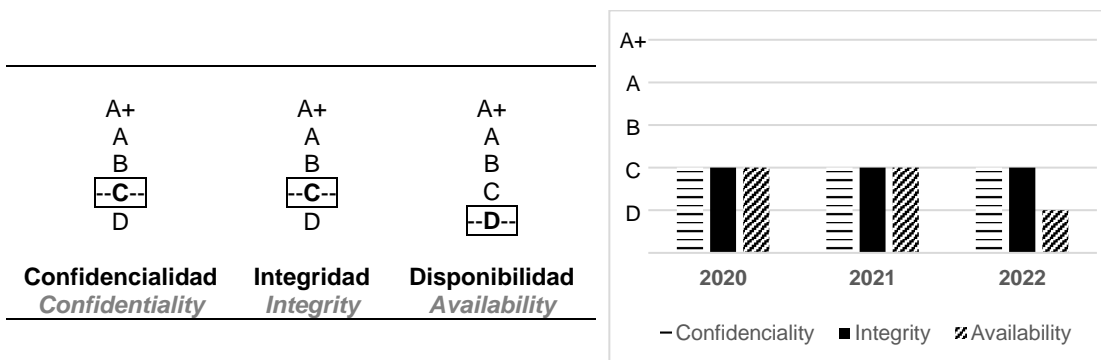 A+ A+ A+
A A A
B B B
--C-- --C-- C
D D --D--
Confidencialidad Integridad Disponibilidad
Confidentiality Integrity Availability
A+
A
B
C
D
2020 2021 2022
Confidenciality Integrity Availability